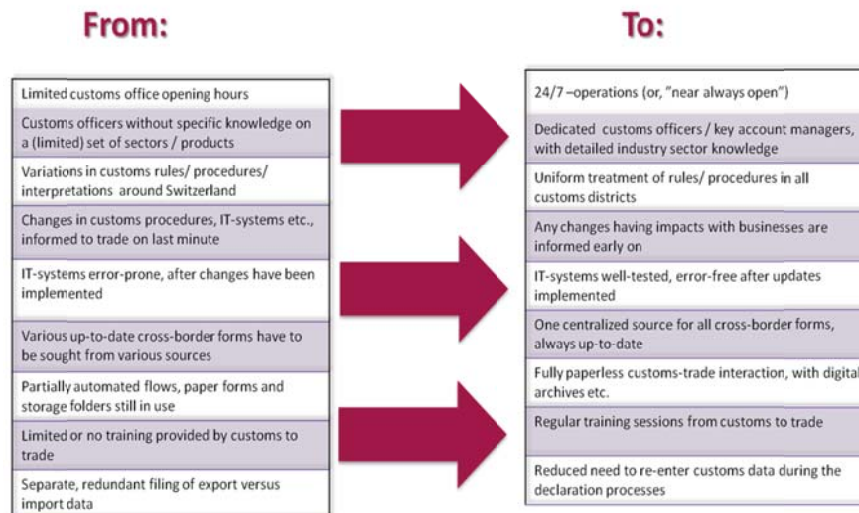 From:
Limited customs office opening hours
Customs officers without specific knowledge on
a (limited) set of sectors / products
Variations in customs rules/ procedures/
interpretations around Switzerland
Changes in customs procedures, IT-systems etc.,
informed to trade on last minute
IT-systems error-prone, after changes have been
implemented
Various up-to-date cross-border forms have to
be sought from various sources
Partially automated flows, paper forms and
storage folders still in use
Limited or no training provided by customs to
trade
Separate, redundant filing of export versus
import data
To:
24/7 –operations (or, "near always open")
Dedicated customs officers / key account managers,
with detailed industry sector knowledge
Uniform treatment of rules/ procedures in all
customs districts
Any changes having impacts with businesses are
informed early on
IT-systems well-tested, error-free after updates
implemented
One centralized source for all cross-border forms,
always up-to-date
Fully paperless customs-trade interaction, with digital
archives etc.
Regular training sessions from customs to trade
Reduced need to re-enter customs data during the
declaration processes